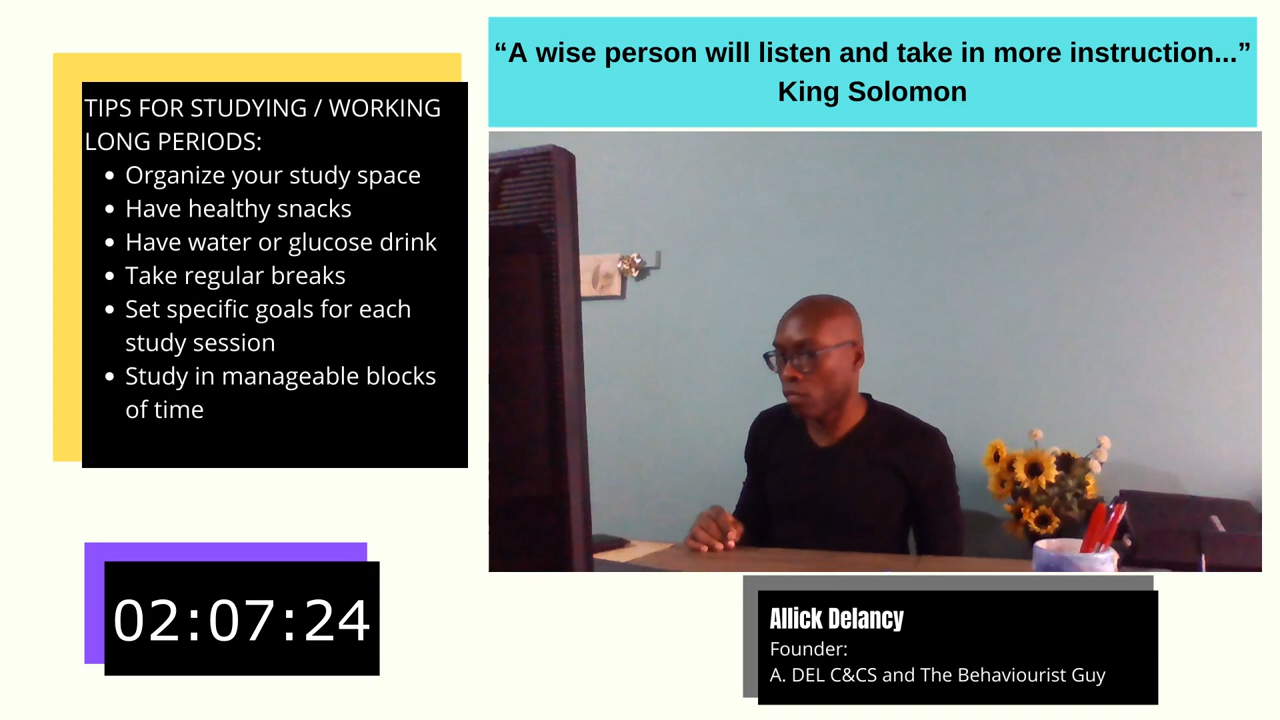 “A wise person will listen and take in more instruction...”
King Solomon
TIPS FOR STUDYING / WORKING
LONG PERIODS:
• Organize your study space
• Have healthy snacks
• Have water or glucose drink
• Take regular breaks
• Set specific goals for each
study session
• Study in manageable blocks
of time
02:07:24
Allick Delancy
Founder:
A. DEL C&CS and The Behaviourist Guy